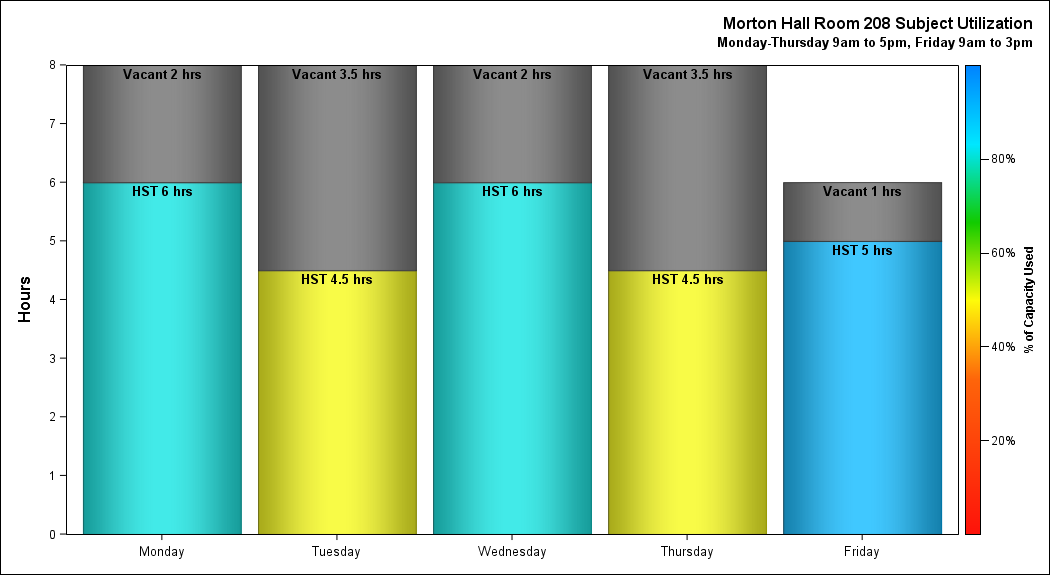 Morton Hall Room 208 Subject Utilization
Monday-Thursday 9am to 5pm, Friday 9am to 3pm
Hours
8
7
6
5
4
3
2
1
0
Vacant 2 hrs
HST 6 hrs
Vacant 3.5 hrs
HST 4.5 hrs
Vacant 2 hrs
HST 6 hrs
Vacant 3.5 hrs
HST 4.5 hrs
Vacant 1 hrs
HST 5 hrs
Monday
Tuesday
Wednesday
Thursday
Friday
80%
60%
40%
20%
% of Capacity Used